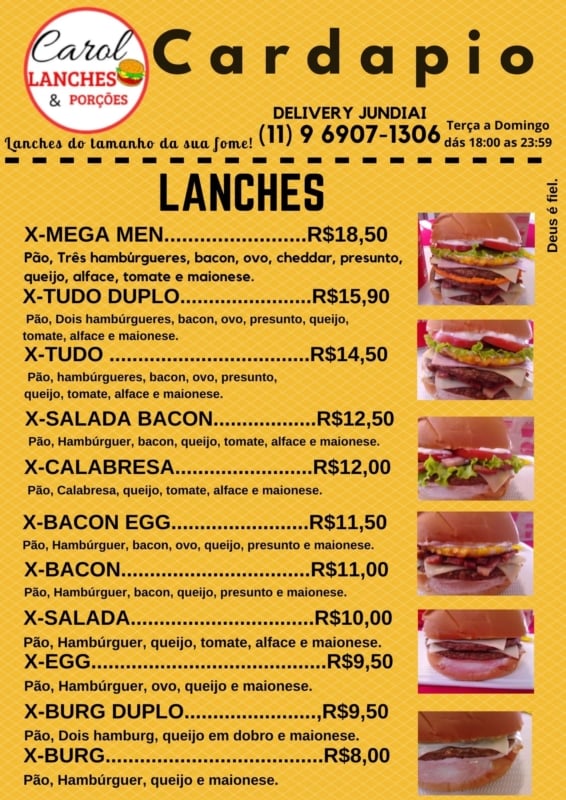 Carol
LANCHES
& PORÇÕES
Cardapio
DELIVERY JUNDIAI
(11) 9 6907-1306
Terça a Domingo
dás 18:00 as 23:59
Lanches do tamanho da sua fome!
Deus é fiel.
LANCHES
X-MEGA MEN........................R$18,50
Pão, Três hambúrgueres, bacon, ovo, cheddar, presunto,
queijo, alface, tomate e maionese.
X-TUDO DUPLO......................R$15,90
Pão, Dois hambúrgueres, bacon, ovo, presunto, queijo,
tomate, alface e maionese.
X-TUDO ..................................R$14,50
Pão, hambúrgueres, bacon, ovo, presunto,
queijo, tomate, alface e maionese.
X-SALADA BACON.................R$12,50
Pão, Hambúrguer, bacon, queijo, tomate, alface e maionese.
X-CALABRESA.......................R$12,00
Pão, Calabresa, queijo, tomate, alface e maionese.
X-BACON EGG.......................R$11,50
Pão, Hambúrguer, bacon, ovo, queijo, presunto e maionese.
X-BACON................................R$11,00
Pão, Hambúrguer, bacon, queijo, presunto e maionese.
X-SALADA..............................R$10,00
Pão, Hambúrguer, queijo, tomate, alface e maionese.
X-EGG.......................................R$9,50
Pão, Hambúrguer, ovo, queijo e maionese.
X-BURG DUPLO......................,R$9,50
Pão, Dois hamburg, queijo em dobro e maionese.
X-BURG....................................R$8,00
Pão, Hambúrguer, queijo e maionese.